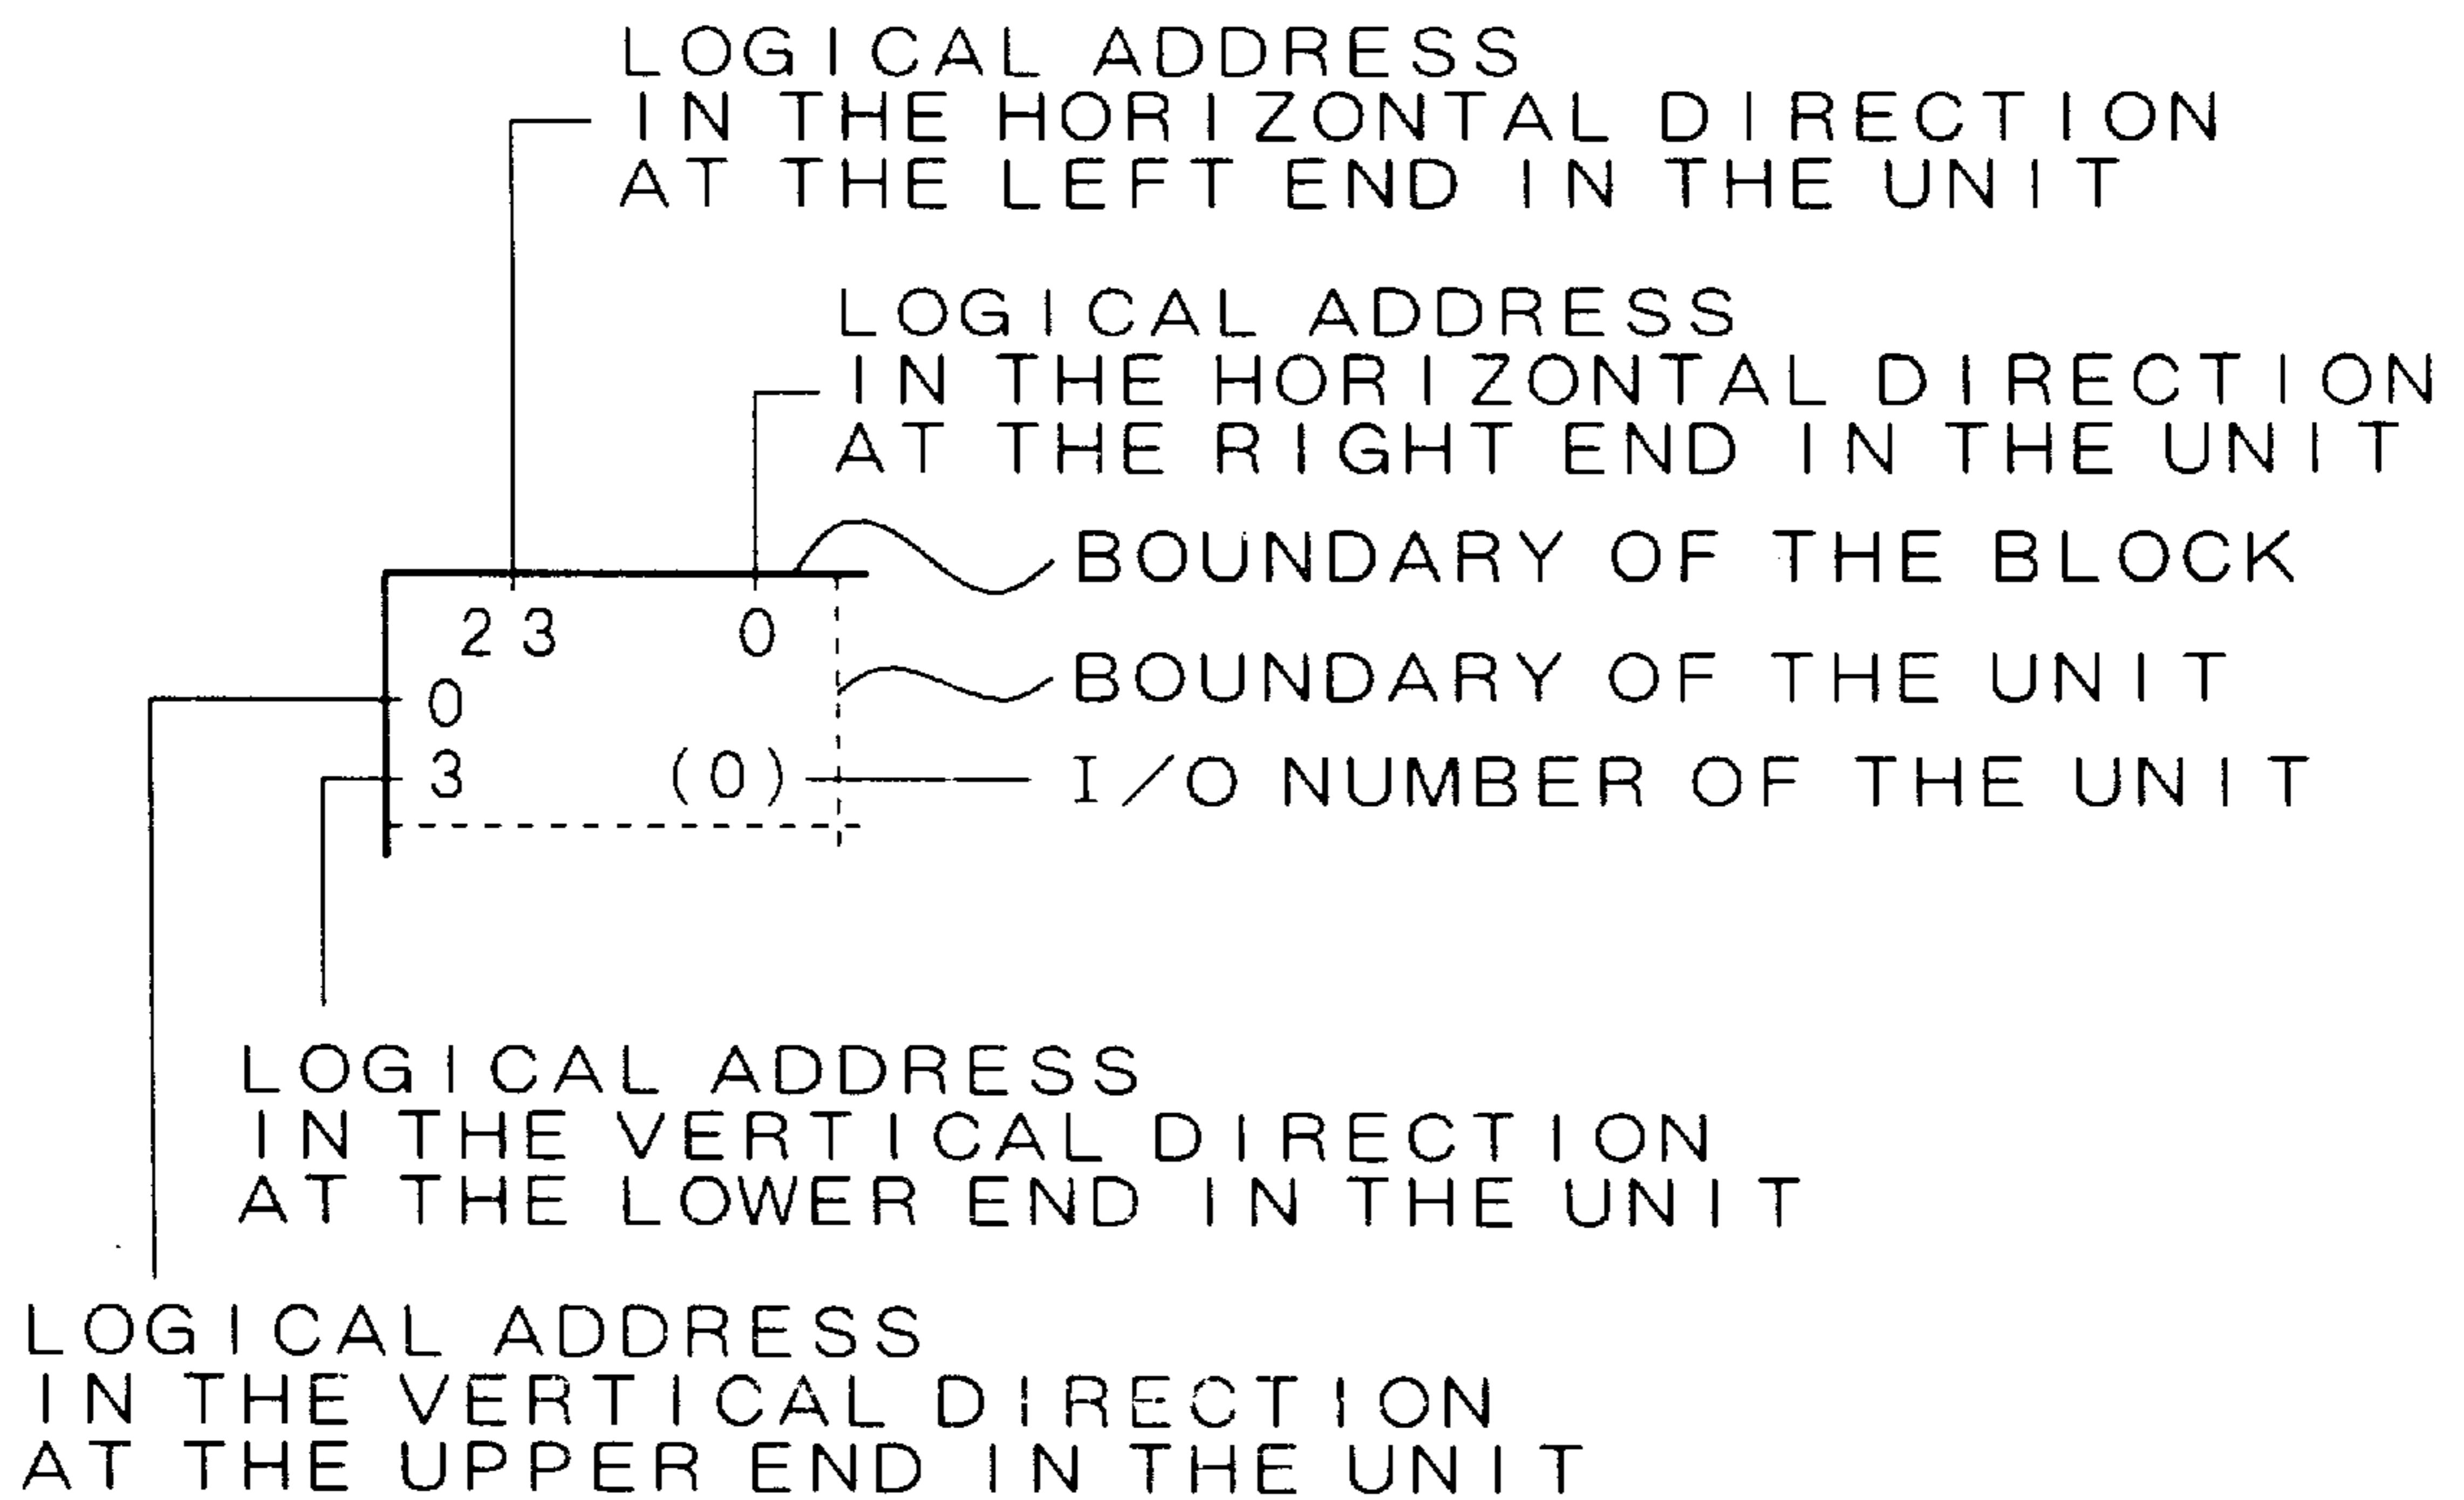 LOGICAL ADDRESS
IN THE HORIZONTAL DIRECTION
AT THE LEFT END IN THE UNIT
LOGICAL ADDRESS
IN THE HORIZONTAL DIRECTION
AT THE RIGHT END IN THE UNIT
BOUNDARY OF THE BLOCK
23 0
BOUNDARY OF THE UNIT
0
3 (0) I/O NUMBER OF THE UNIT
LOGICAL ADDRESS
IN THE VERTICAL DIRECTION
AT THE LOWER END IN THE UNIT
LOGICAL ADDRESS
IN THE VERTICAL DIRECTION
AT THE UPPER END IN THE UNIT